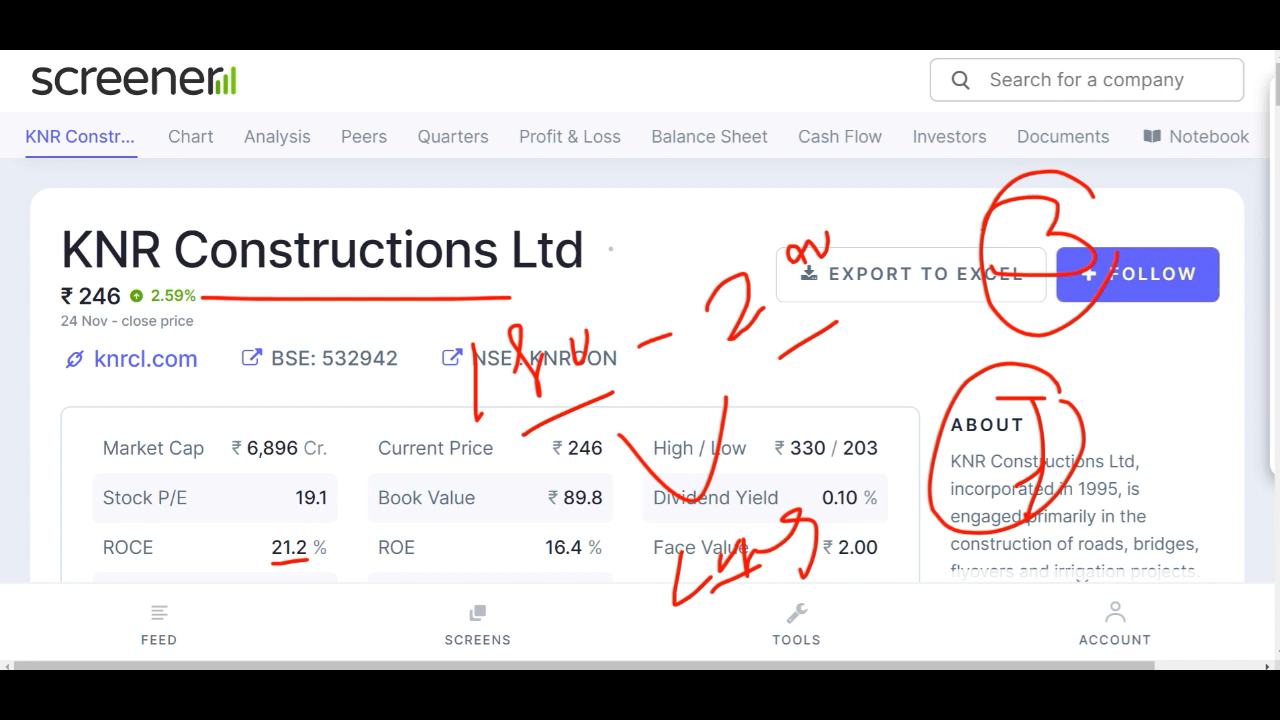 screener
Search for a company
KNR Constr... Chart Analysis Peers Quarters Profit & Loss Balance Sheet Cash Flow Investors Documents Notebook
KNR Constructions Ltd
EXPORT TO EXCEL
FOLLOW
₹ 246 2.59%
24 Nov - close price
knrcl.com BSE: 532942 NSE: KNRCON
Market Cap ₹ 6,896 Cr. Current Price ₹ 246 High / Low ₹ 330 / 203
Stock P/E 19.1 Book Value ₹ 89.8 Dividend Yield 0.10 %
ROCE 21.2 % ROE 16.4 % Face Value ₹ 2.00
ABOUT
KNR Constructions Ltd,
incorporated in 1995, is
engaged primarily in the
construction of roads, bridges,
flyovers and irrigation projects.
FEED SCREENS TOOLS ACCOUNT